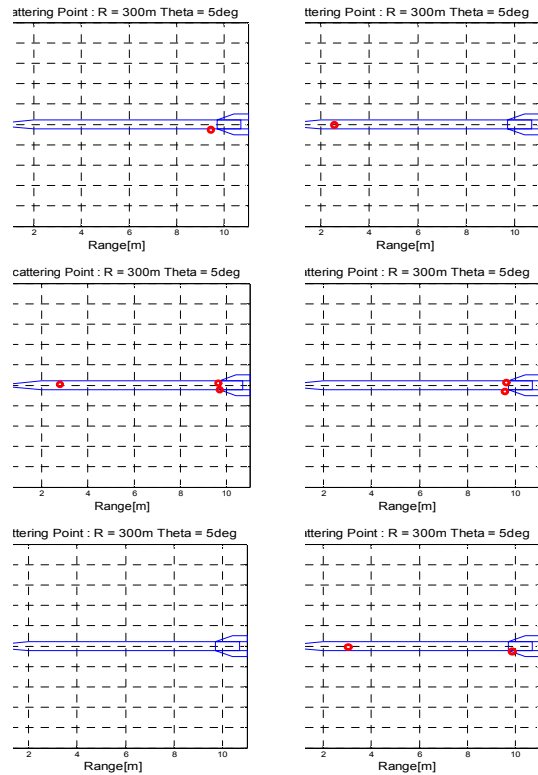 attering Point : R = 300m Theta = 5deg
attering Point : R = 300m Theta = 5deg
2 4 6 8 10
Range[m]
2 4 6 8 10
Range[m]
cattering Point : R = 300m Theta = 5deg
attering Point : R = 300m Theta = 5deg
2 4 6 8 10
Range[m]
2 4 6 8 10
Range[m]
attering Point : R = 300m Theta = 5deg
attering Point : R = 300m Theta = 5deg
2 4 6 8 10
Range[m]
2 4 6 8 10
Range[m]